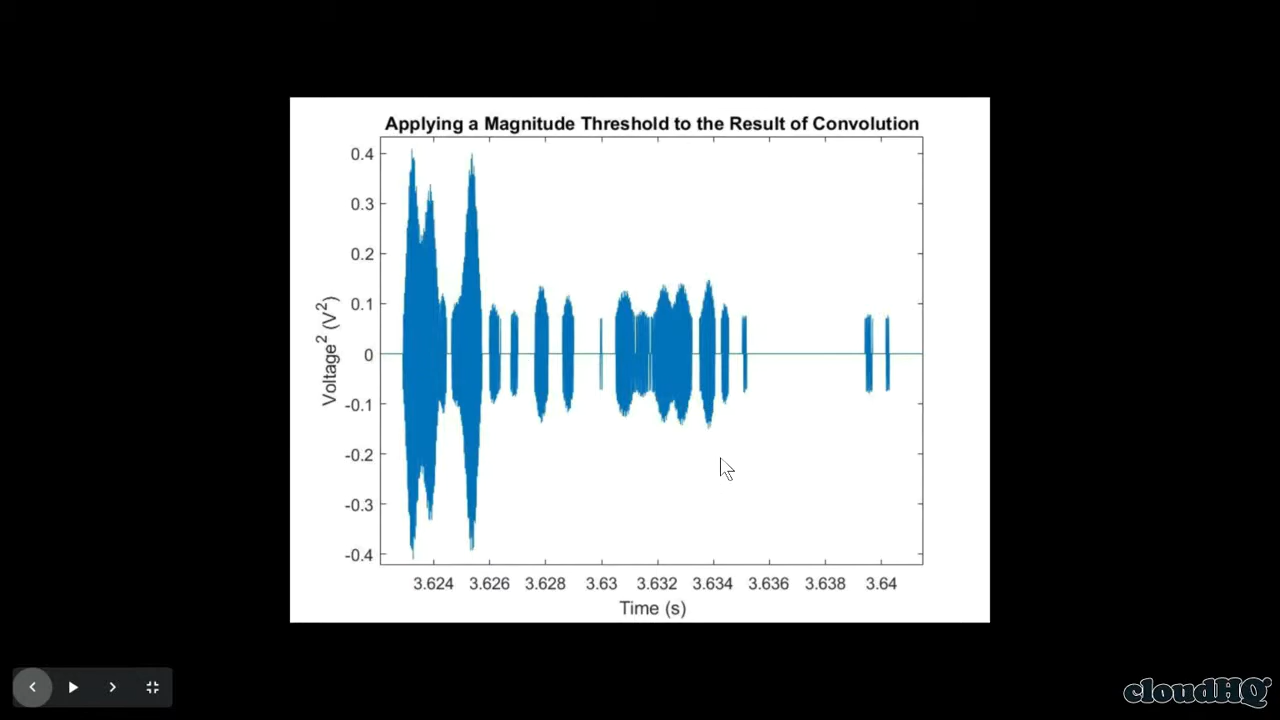 Applying a Magnitude Threshold to the Result of Convolution
0.4
0.3
0.2
0.1
0
-0.1
-0.2
-0.3
-0.4
Voltage² (V²)
3.624 3.626 3.628 3.63 3.632 3.634 3.636 3.638 3.64
Time (s)
cloudHQ